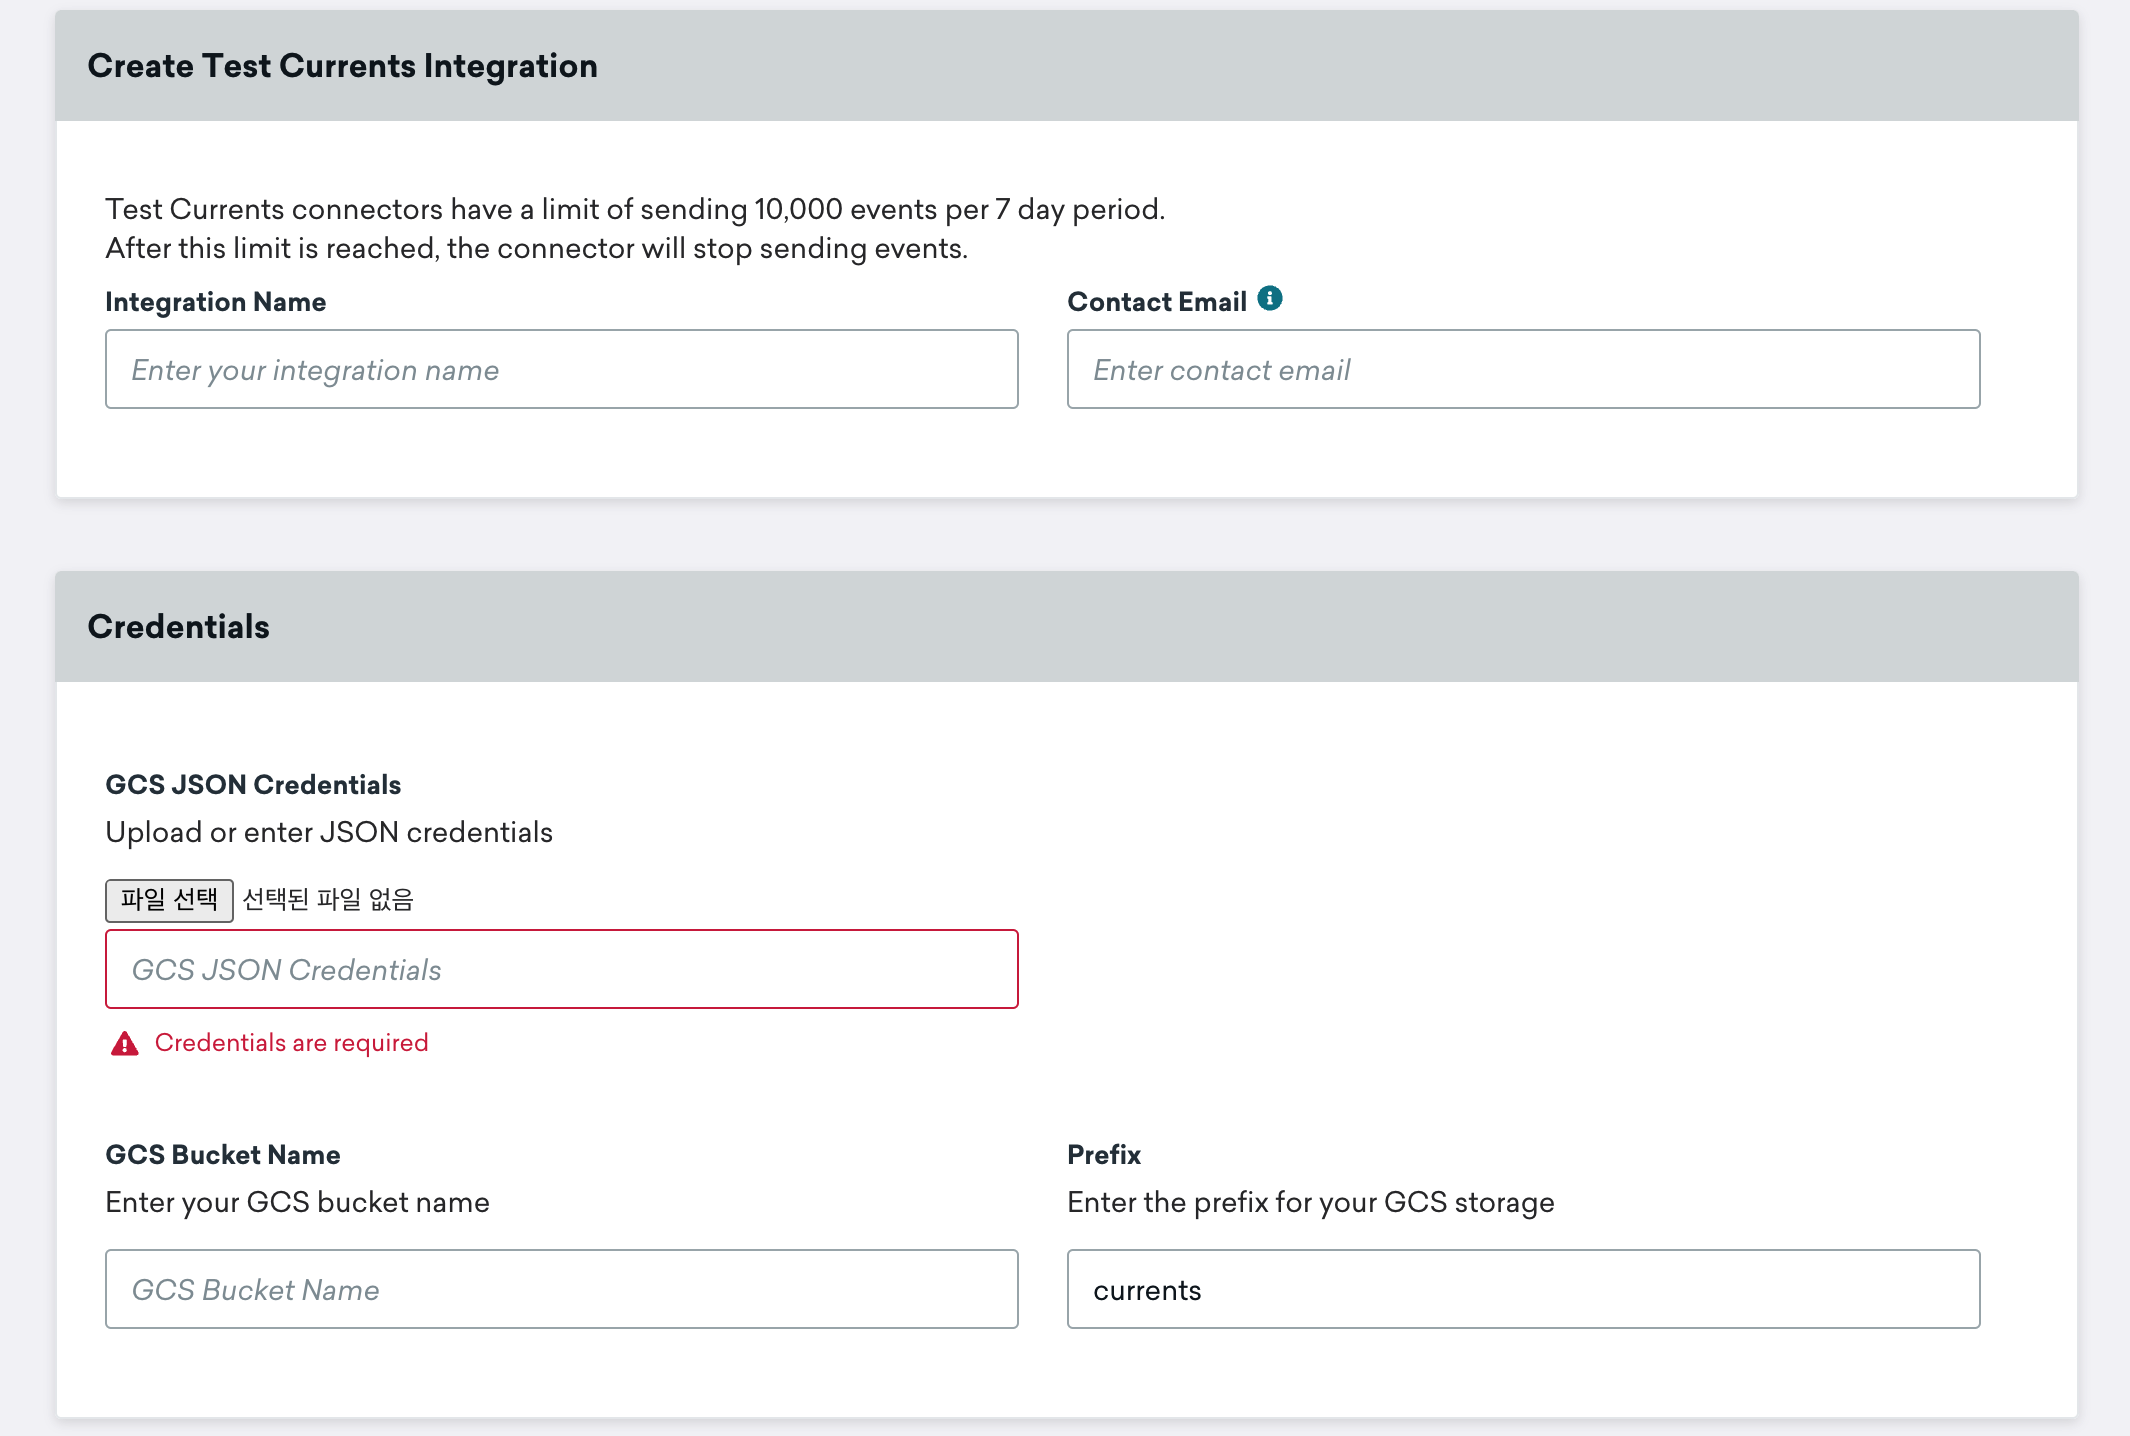 Create Test Currents Integration
Test Currents connectors have a limit of sending 10,000 events per 7 day period.
After this limit is reached, the connector will stop sending events.
Integration Name
Contact Email
Enter your integration name
Enter contact email
Credentials
GCS JSON Credentials
Upload or enter JSON credentials
파일 선택 선택된 파일 없음
GCS JSON Credentials
Credentials are required
GCS Bucket Name
Prefix
Enter your GCS bucket name
Enter the prefix for your GCS storage
GCS Bucket Name
currents